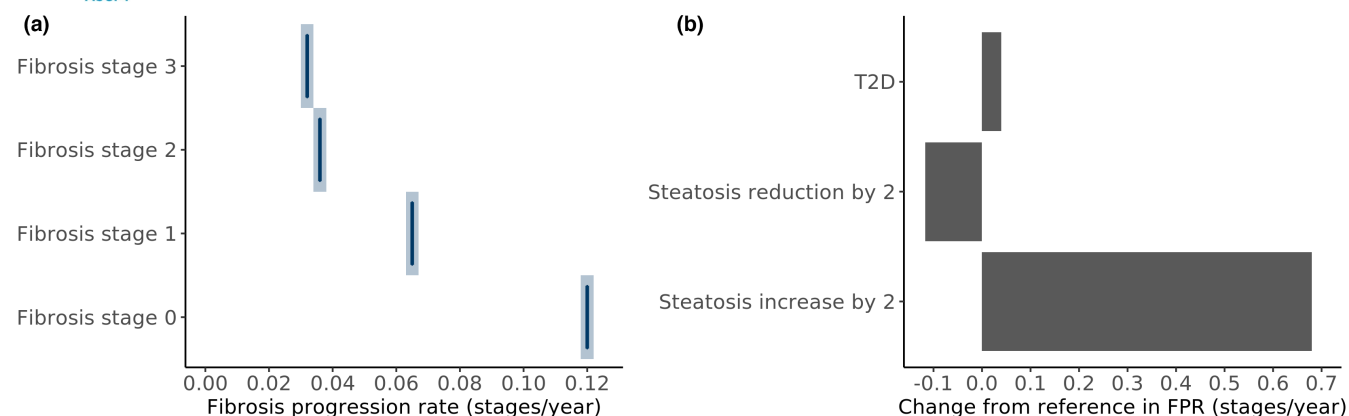 (a)
Fibrosis stage 3
Fibrosis stage 2
Fibrosis stage 1
Fibrosis stage 0
0.00 0.02 0.04 0.06 0.08 0.10 0.12
Fibrosis progression rate (stages/year)
(b)
T2D
Steatosis reduction by 2
Steatosis increase by 2
-0.1 0.0 0.1 0.2 0.3 0.4 0.5 0.6 0.7
Change from reference in FPR (stages/year)